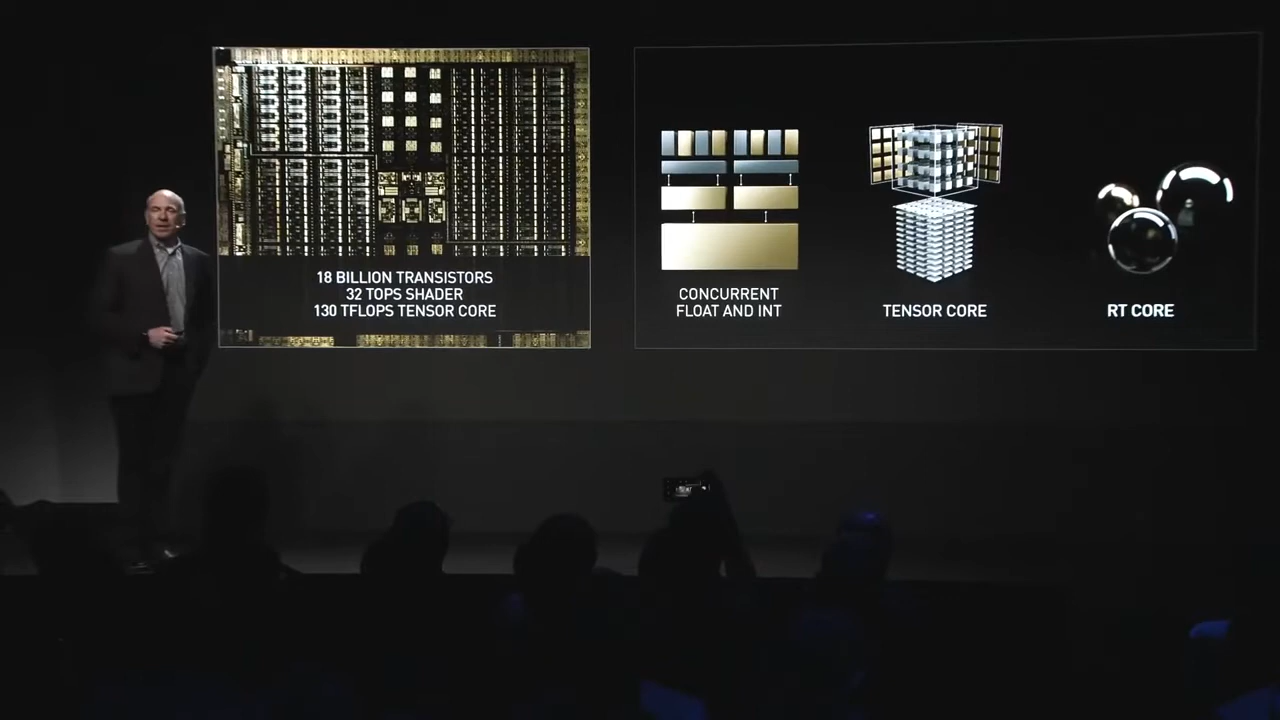 18 BILLION TRANSISTORS
32 TOPS SHADER
130 TFLOPS TENSOR CORE
CONCURRENT
FLOAT AND INT
TENSOR CORE
RT CORE